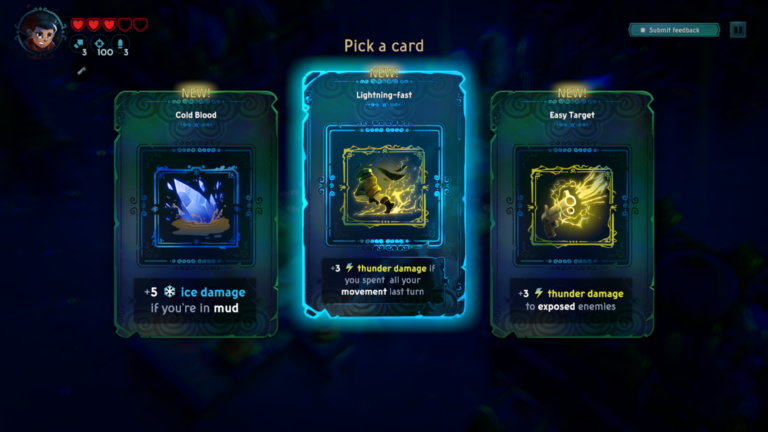 Submit feedback
3 100 3
Pick a card
NEW!
Cold Blood
+5 ice damage
if you're in mud
NEW!
Lightning-fast
+3 thunder damage if
you spent all your
movement last turn
NEW!
Easy Target
+3 thunder damage
to exposed enemies